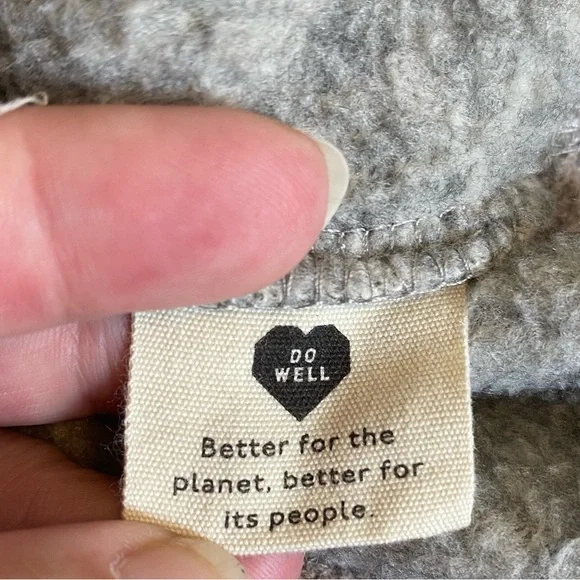 DO
WELL
Better for the
planet, better for
its people.